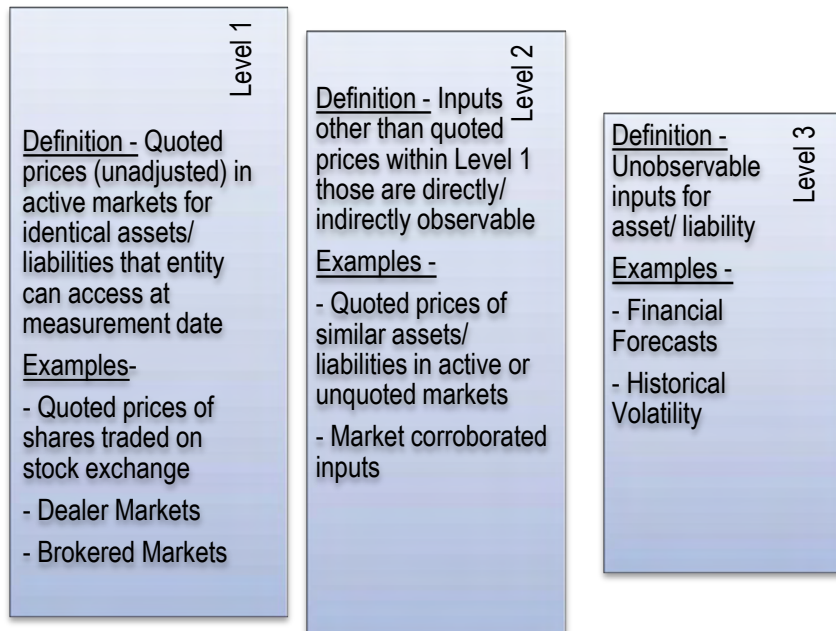 Level 1
Definition - Quoted
prices (unadjusted) in
active markets for
identical assets/
liabilities that entity
can access at
measurement date
Examples-
- Quoted prices of
shares traded on
stock exchange
- Dealer Markets
- Brokered Markets
Level 2
Definition - Inputs
other than quoted
prices within Level 1
those are directly/
indirectly observable
Examples -
- Quoted prices of
similar assets/
liabilities in active or
unquoted markets
- Market corroborated
inputs
Level 3
Definition -
Unobservable
inputs for
asset/ liability
Examples -
- Financial
Forecasts
- Historical
Volatility